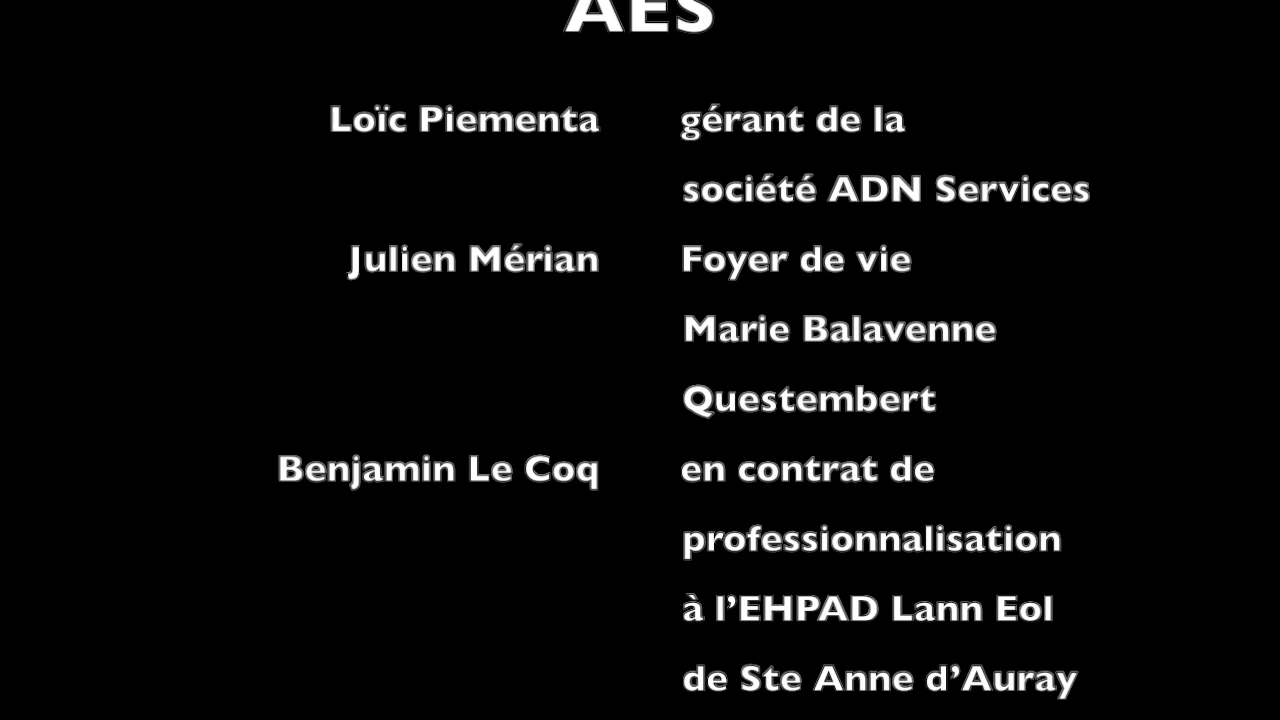 AES
Loïc Piementa gérant de la
société ADN Services
Julien Mérian Foyer de vie
Marie Balavenne
Questembert
Benjamin Le Coq en contrat de
professionnalisation
à l’EHPAD Lann Eol
de Ste Anne d’Auray